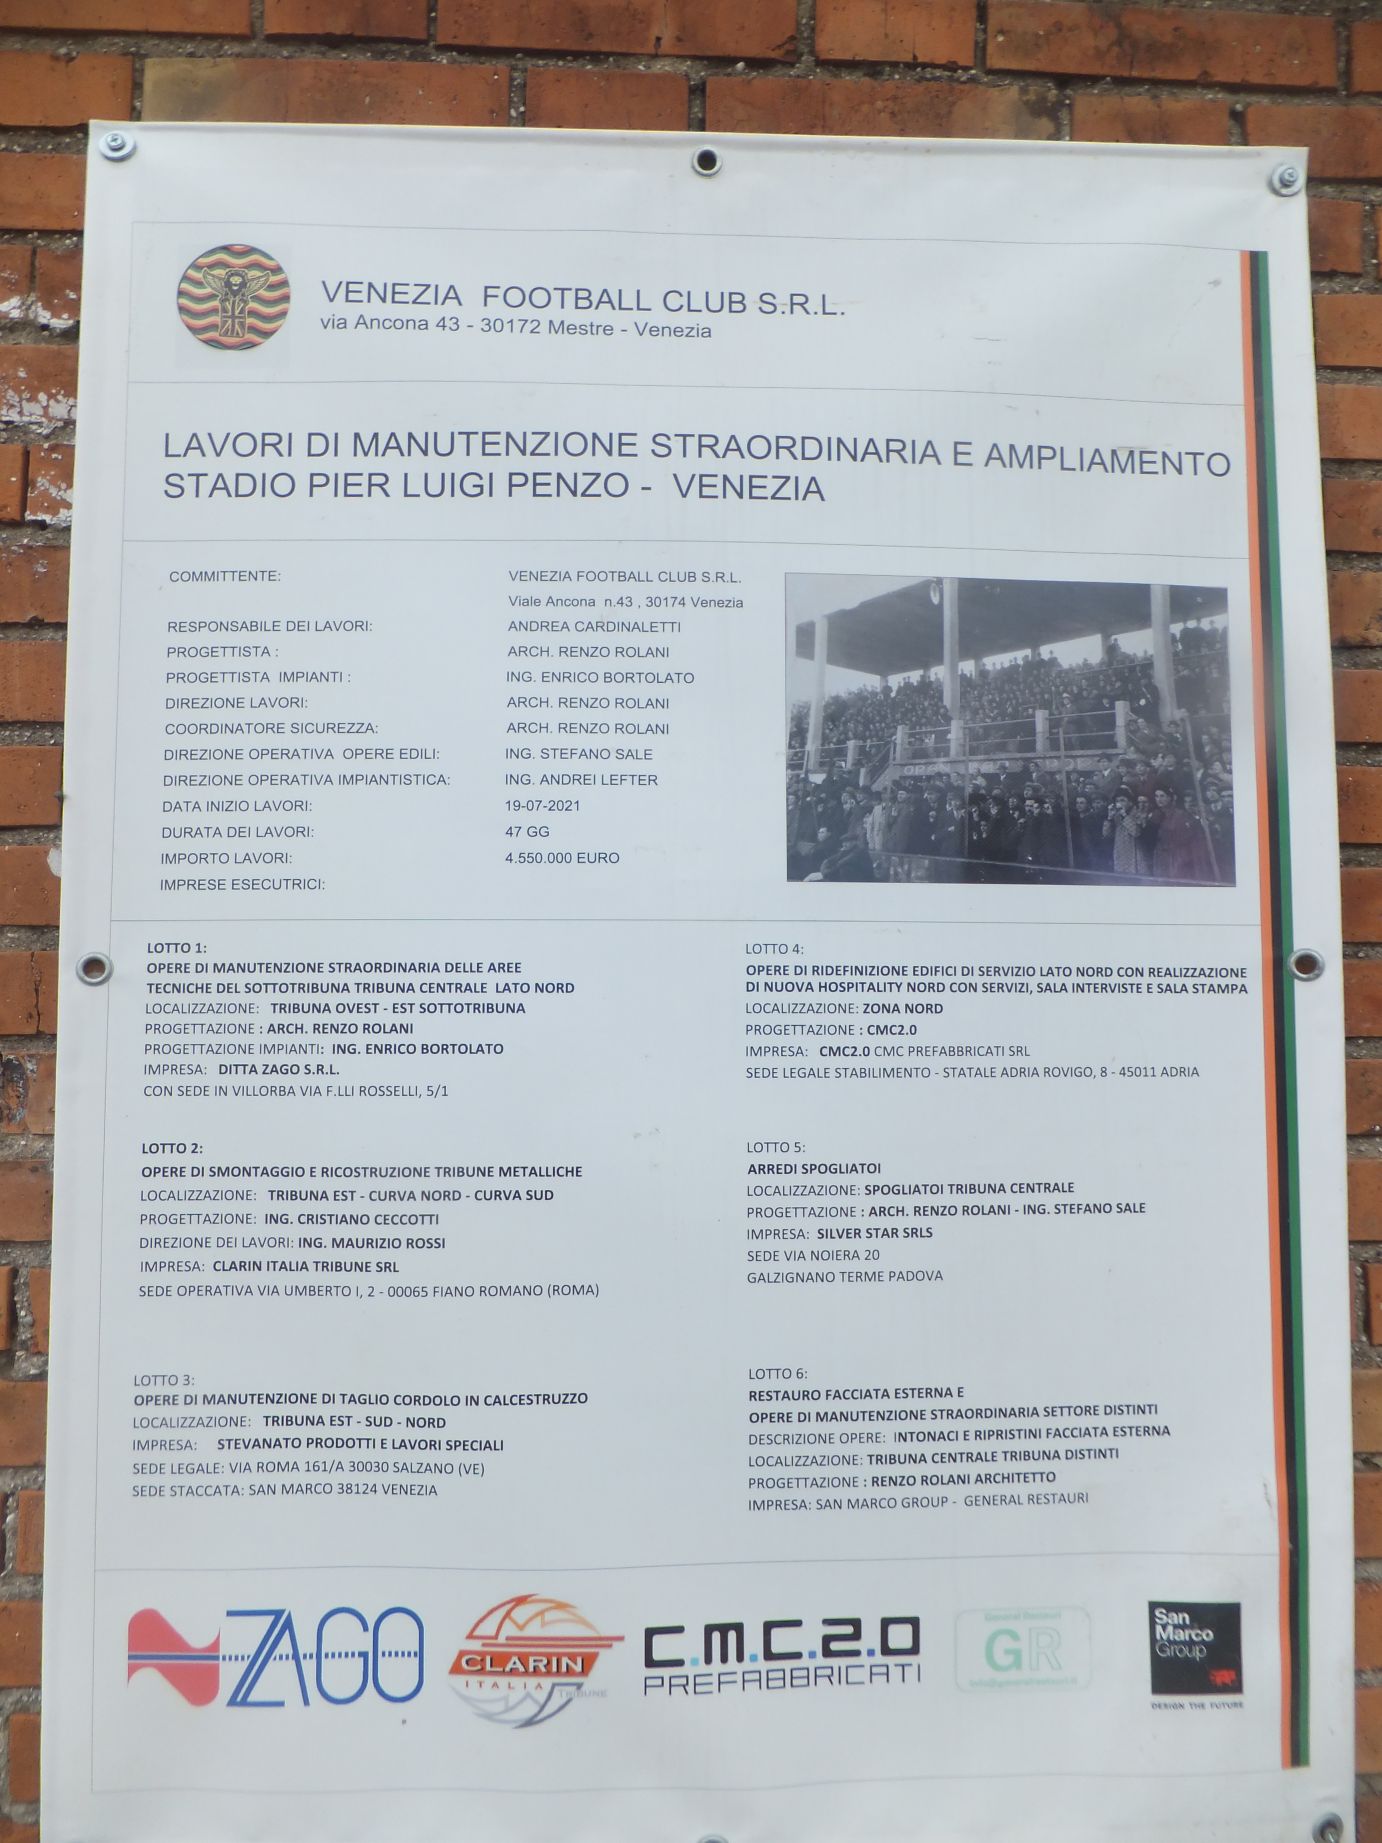 VENEZIA FOOTBALL CLUB S.R.L.
via Ancona 43 - 30172 Mestre - Venezia
LAVORI DI MANUTENZIONE STRAORDINARIA E AMPLIAMENTO
STADIO PIER LUIGI PENZO - VENEZIA
COMMITTENTE: VENEZIA FOOTBALL CLUB S.R.L.
Viale Ancona n.43 , 30174 Venezia
RESPONSABILE DEI LAVORI: ANDREA CARDINALETTI
PROGETTISTA : ARCH. RENZO ROLANI
PROGETTISTA IMPIANTI : ING. ENRICO BORTOLATO
DIREZIONE LAVORI: ARCH. RENZO ROLANI
COORDINATORE SICUREZZA: ARCH. RENZO ROLANI
DIREZIONE OPERATIVA OPERE EDILI: ING. STEFANO SALE
DIREZIONE OPERATIVA IMPIANTISTICA: ING. ANDREI LEFTER
DATA INIZIO LAVORI: 19-07-2021
DURATA DEI LAVORI: 47 GG
IMPORTO LAVORI: 4.550.000 EURO
IMPRESE ESECUTRICI:
LOTTO 1:
OPERE DI MANUTENZIONE STRAORDINARIA DELLE AREE
TECNICHE DEL SOTTOTRIBUNA TRIBUNA CENTRALE LATO NORD
LOCALIZZAZIONE: TRIBUNA OVEST - EST SOTTOTRIBUNA
PROGETTAZIONE : ARCH. RENZO ROLANI
PROGETTAZIONE IMPIANTI: ING. ENRICO BORTOLATO
IMPRESA: DITTA ZAGO S.R.L.
CON SEDE IN VILLORBA VIA F.LLI ROSSELLI, 5/1
LOTTO 2:
OPERE DI SMONTAGGIO E RICOSTRUZIONE TRIBUNE METALLICHE
LOCALIZZAZIONE: TRIBUNA EST - CURVA NORD - CURVA SUD
PROGETTAZIONE: ING. CRISTIANO CECCOTTI
DIREZIONE DEI LAVORI: ING. MAURIZIO ROSSI
IMPRESA: CLARIN ITALIA TRIBUNE SRL
SEDE OPERATIVA VIA UMBERTO I, 2 - 00065 FIANO ROMANO (ROMA)
LOTTO 3:
OPERE DI MANUTENZIONE DI TAGLIO CORDOLO IN CALCESTRUZZO
LOCALIZZAZIONE: TRIBUNA EST - SUD - NORD
IMPRESA: STEVANATO PRODOTTI E LAVORI SPECIALI
SEDE LEGALE: VIA ROMA 161/A 30030 SALZANO (VE)
SEDE STACCATA: SAN MARCO 38124 VENEZIA
LOTTO 4:
OPERE DI RIDEFINIZIONE EDIFICI DI SERVIZIO LATO NORD CON REALIZZAZIONE
DI NUOVA HOSPITALITY NORD CON SERVIZI, SALA INTERVISTE E SALA STAMPA
LOCALIZZAZIONE: ZONA NORD
PROGETTAZIONE : CMC2.0
IMPRESA: CMC2.0 CMC PREFABBRICATI SRL
SEDE LEGALE STABILIMENTO - STATALE ADRIA ROVIGO, 8 - 45011 ADRIA
LOTTO 5:
ARREDI SPOGLIATOI
LOCALIZZAZIONE: SPOGLIATOI TRIBUNA CENTRALE
PROGETTAZIONE : ARCH. RENZO ROLANI - ING. STEFANO SALE
IMPRESA: SILVER STAR SRLS
SEDE VIA NOIERA 20
GALZIGNANO TERME PADOVA
LOTTO 6:
RESTAURO FACCIATA ESTERNA E
OPERE DI MANUTENZIONE STRAORDINARIA SETTORE DISTINTI
DESCRIZIONE OPERE: INTONACI E RIPRISTINI FACCIATA ESTERNA
LOCALIZZAZIONE: TRIBUNA CENTRALE TRIBUNA DISTINTI
PROGETTAZIONE : RENZO ROLANI ARCHITETTO
IMPRESA: SAN MARCO GROUP - GENERAL RESTAURI
ZAGO
CLARIN
ITALIA
TRIBUNE
C.M.C.2.0
PREFABBRICATI
General Restauri
GR
San
Marco
Group
DESIGN THE FUTURE